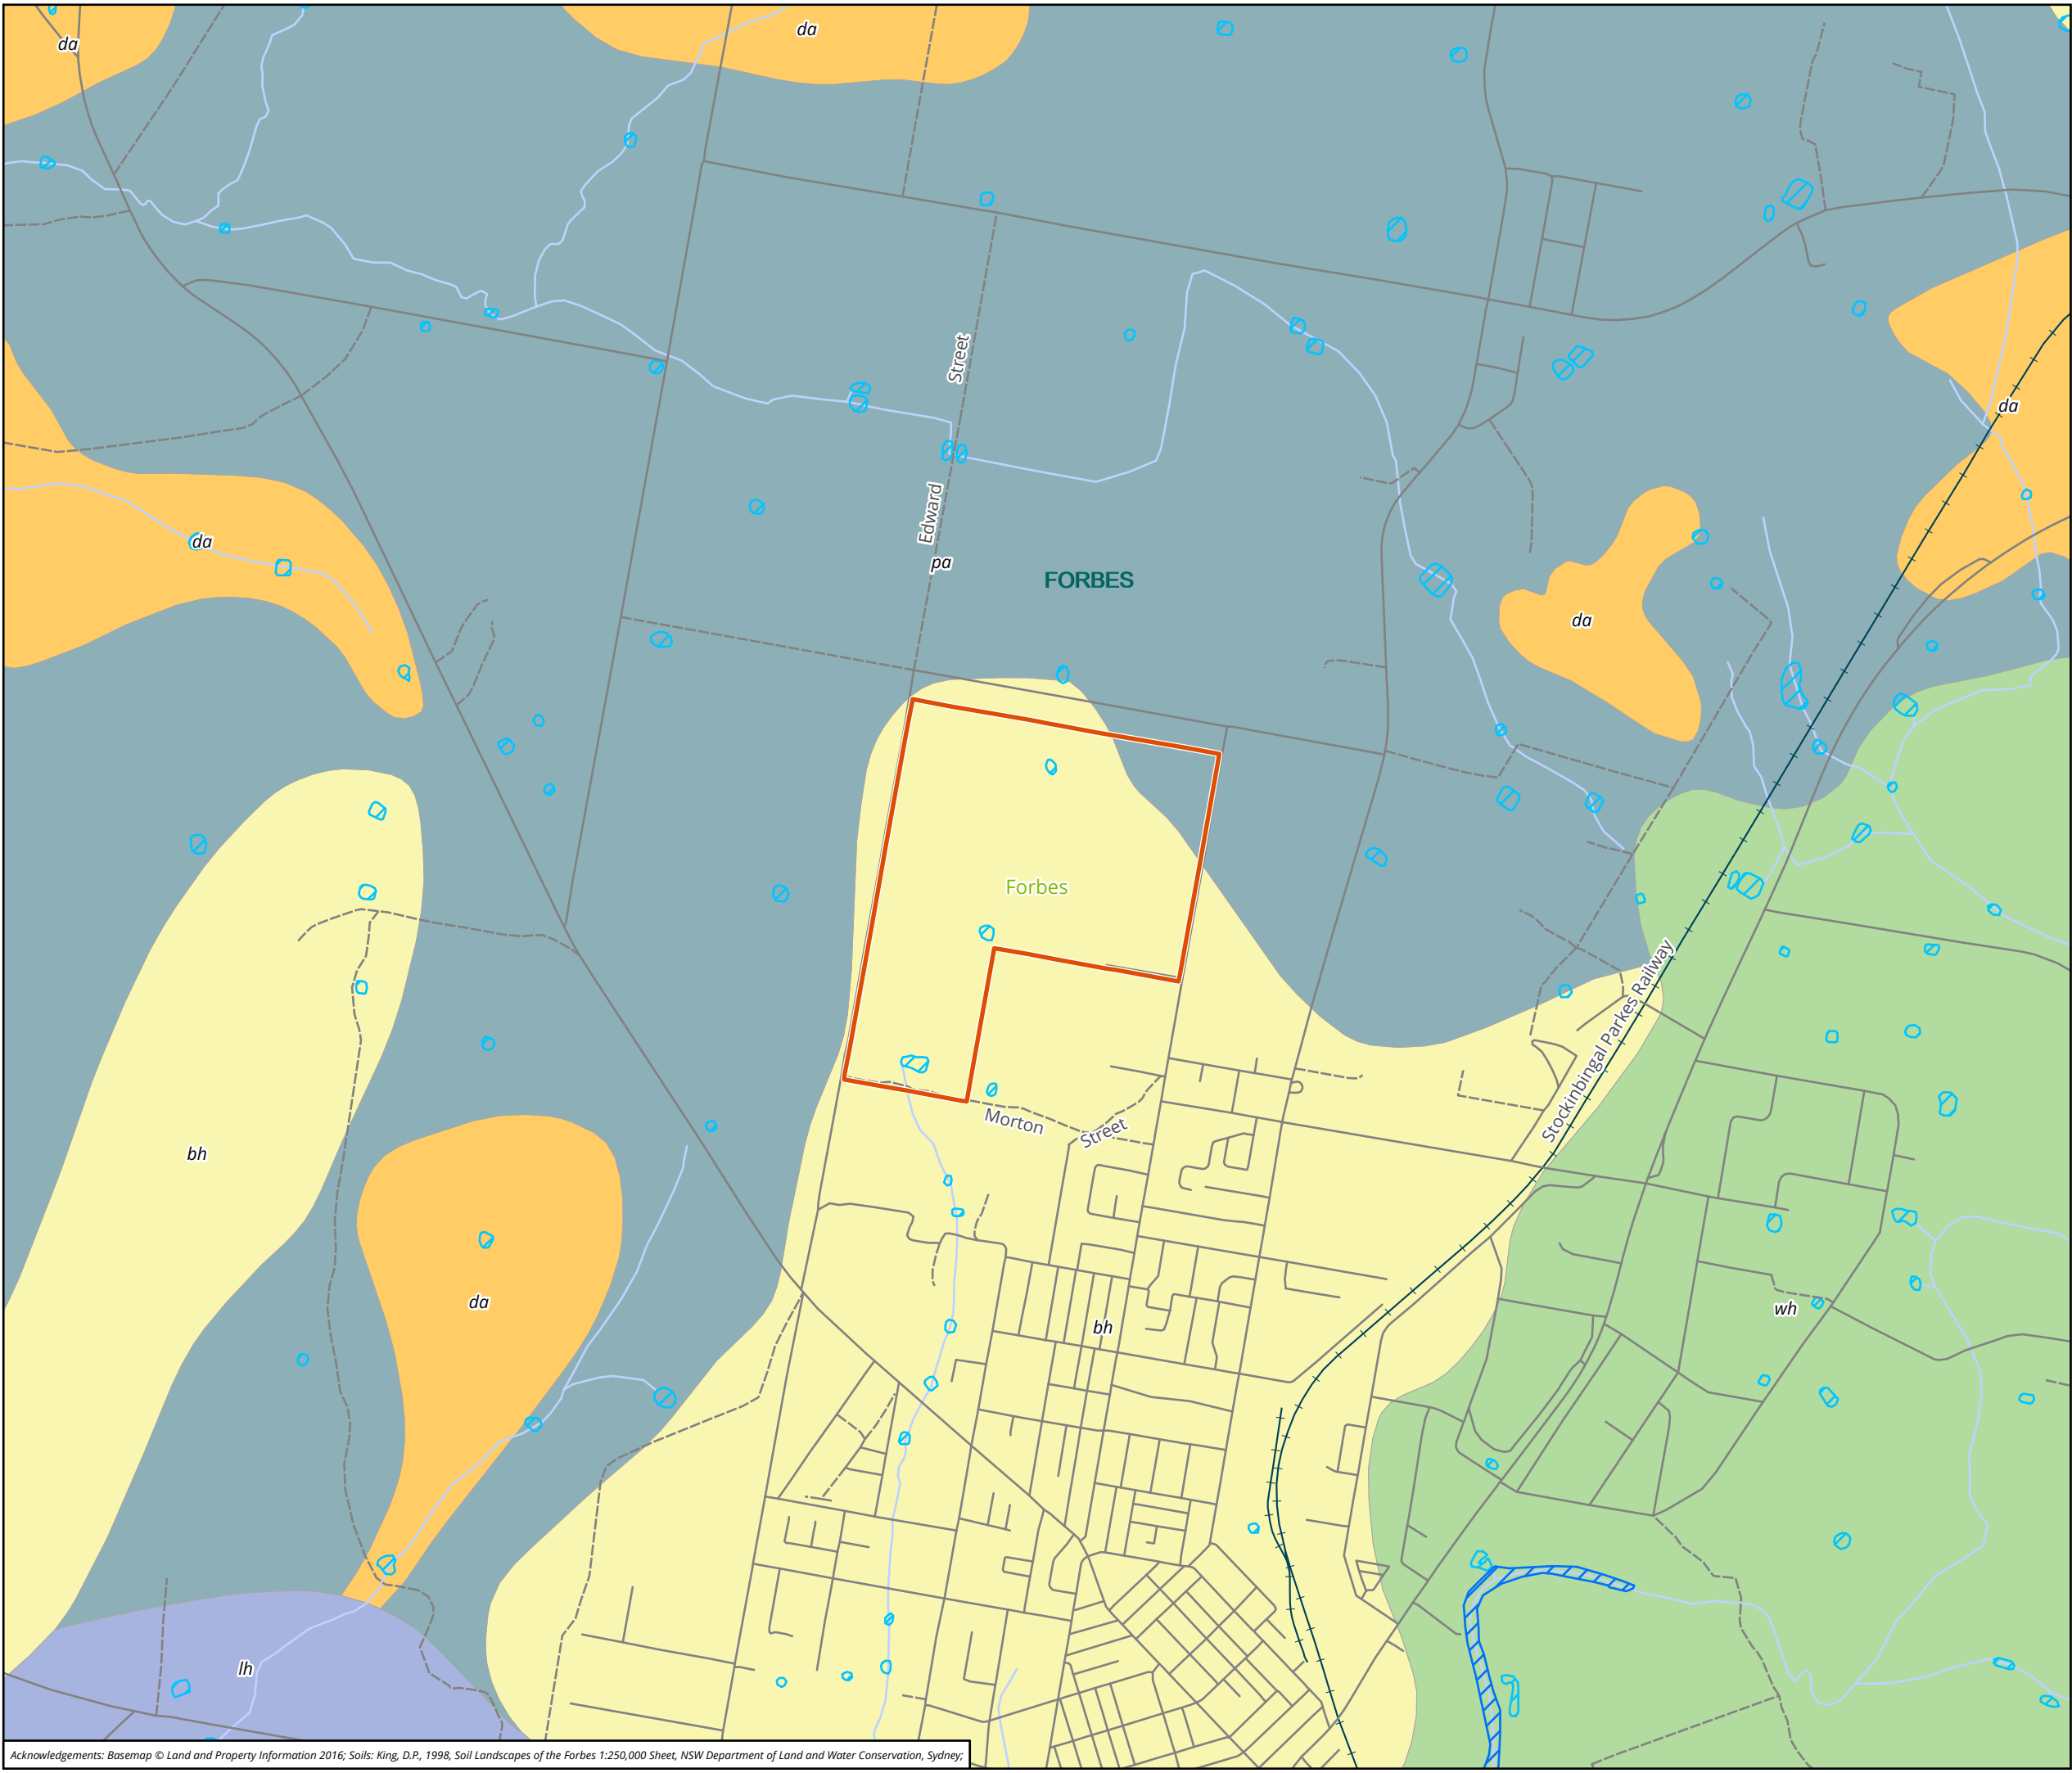 da
da
Street
da
Edward
da
pa
FORBES
da
Forbes
Stockinbingal Parkes Railway
Morton
Street
bh
da
wh
bh
lh
Acknowledgements: Basemap © Land and Property Information 2016; Soils: King, D.P., 1998, Soil Landscapes of the Forbes 1:250,000 Sheet, NSW Department of Land and Water Conservation, Sydney;